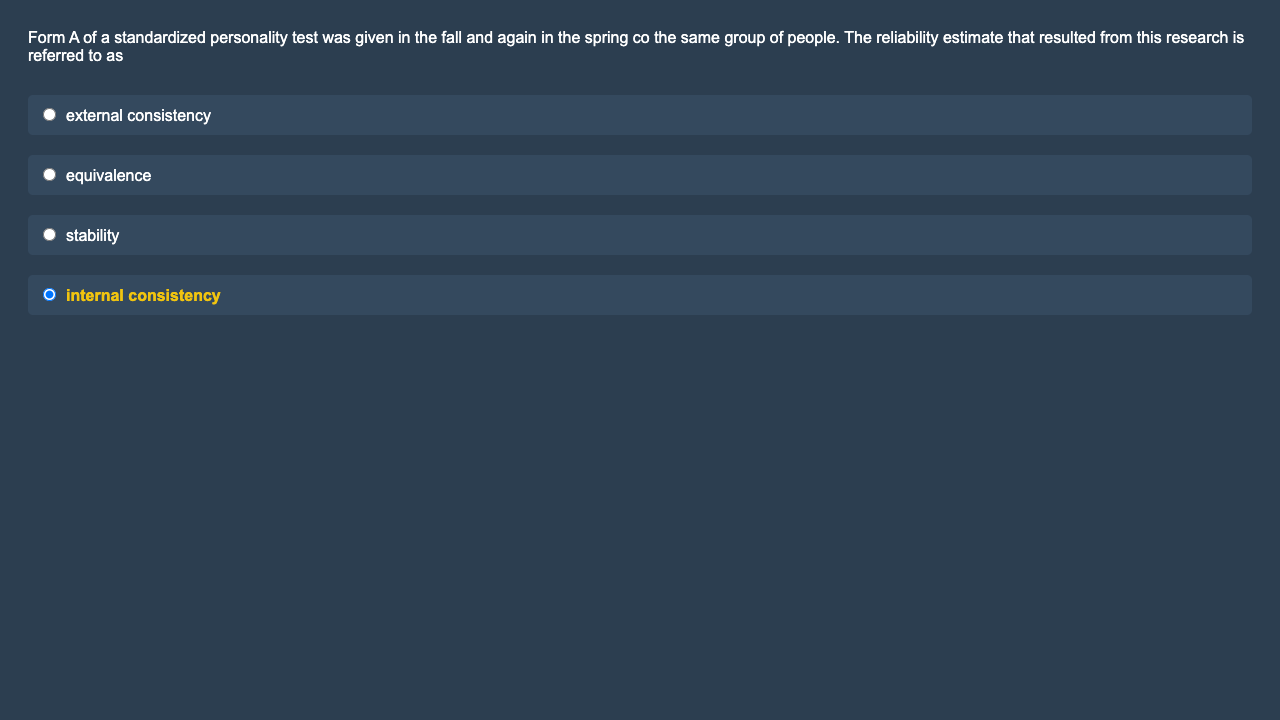 Form A of a standardized personality test was given in the fall and again in the spring co the same group of people. The reliability estimate that resulted from this research is
referred to as
external consistency
equivalence
stability
internal consistency